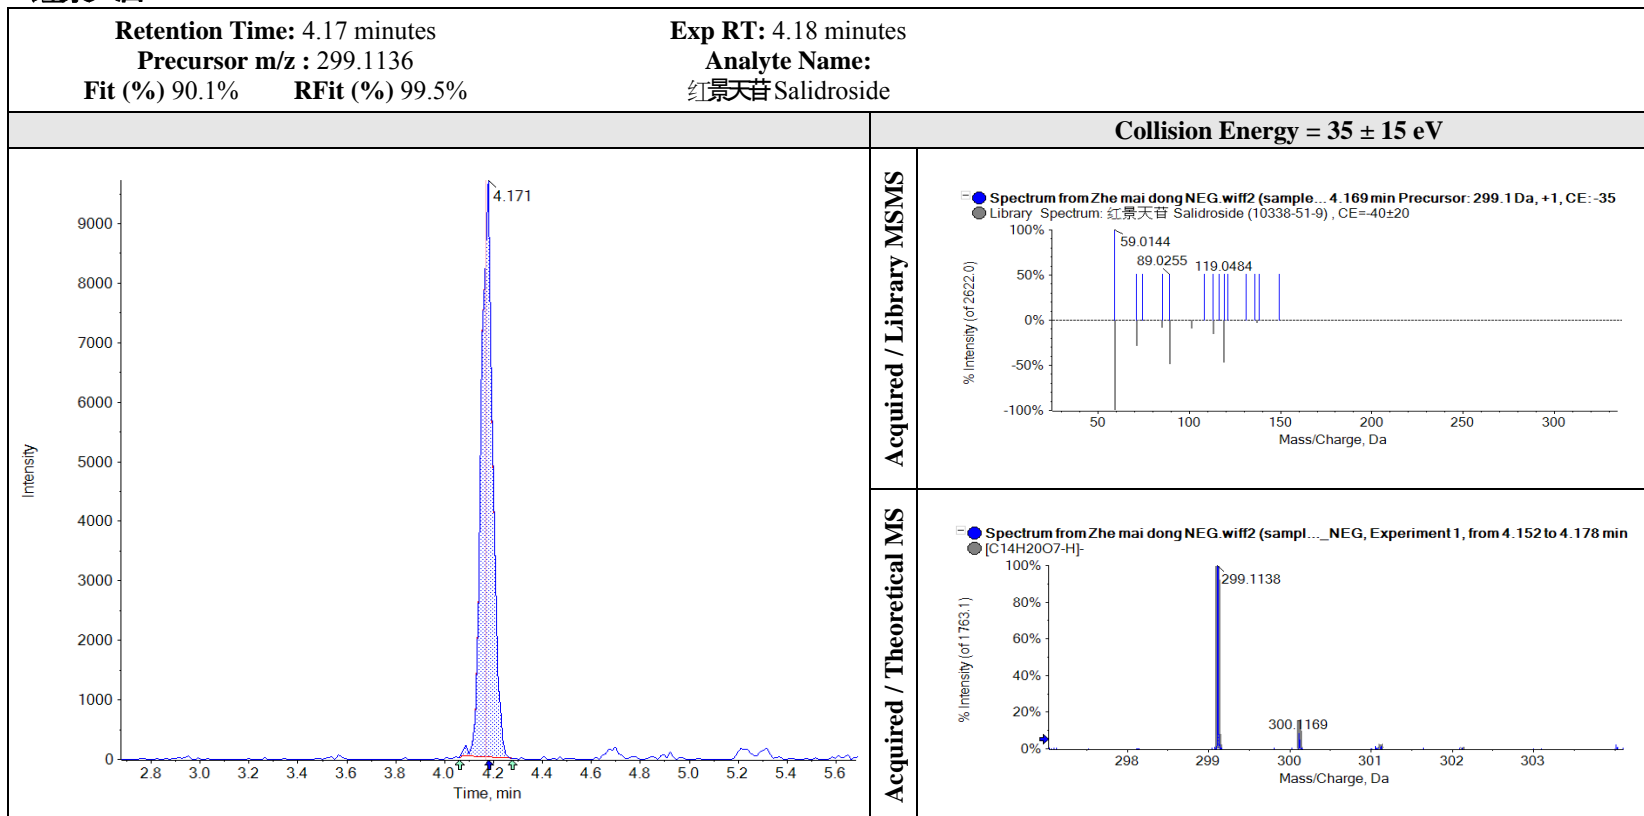 Retention Time: 4.17 minutes
Exp RT: 4.18 minutes
Precursor m/z : 299.1136
Analyte Name:
Fit (%) 90.1% RFit (%) 99.5%
红景天苷 Salidroside
Collision Energy = 35 ± 15 eV
4.171
9000
8000
7000
6000
5000
4000
3000
2000
1000
0
Intensity
2.8 3.0 3.2 3.4 3.6 3.8 4.0 4.2 4.4 4.6 4.8 5.0 5.2 5.4 5.6
Time, min
Acquired / Library MSMS
Spectrum from Zhe mai dong NEG.wiff2 (sample... 4.169 min Precursor: 299.1 Da, +1, CE: -35
Library Spectrum: 红景天苷 Salidroside (10338-51-9) , CE=-40±20
100%
50%
0%
-50%
-100%
% Intensity (of 2622.0)
59.0144
89.0255
119.0484
50 100 150 200 250 300
Mass/Charge, Da
Acquired / Theoretical MS
Spectrum from Zhe mai dong NEG.wiff2 (sampl..._NEG, Experiment 1, from 4.152 to 4.178 min
[C14H20O7-H]-
100%
80%
60%
40%
20%
0%
% Intensity (of 1763.1)
299.1138
300.1169
298 299 300 301 302 303
Mass/Charge, Da